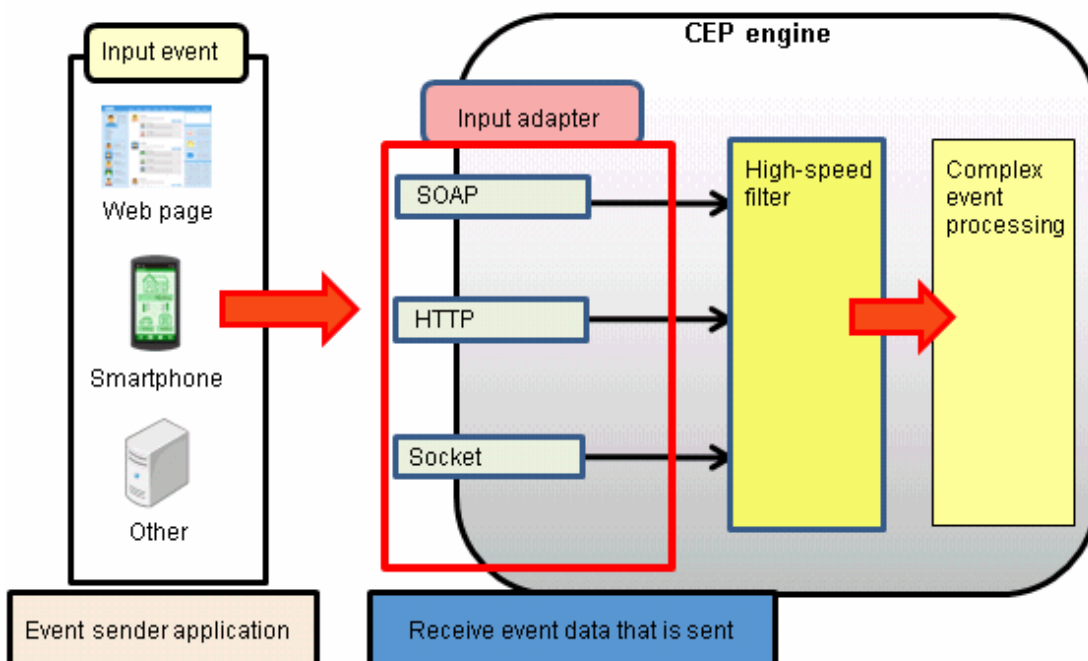 CEP engine
Input event
Input adapter
Web page
Smartphone
Other
SOAP
HTTP
Socket
High-speed
filter
Complex
event
processing
Event sender application
Receive event data that is sent